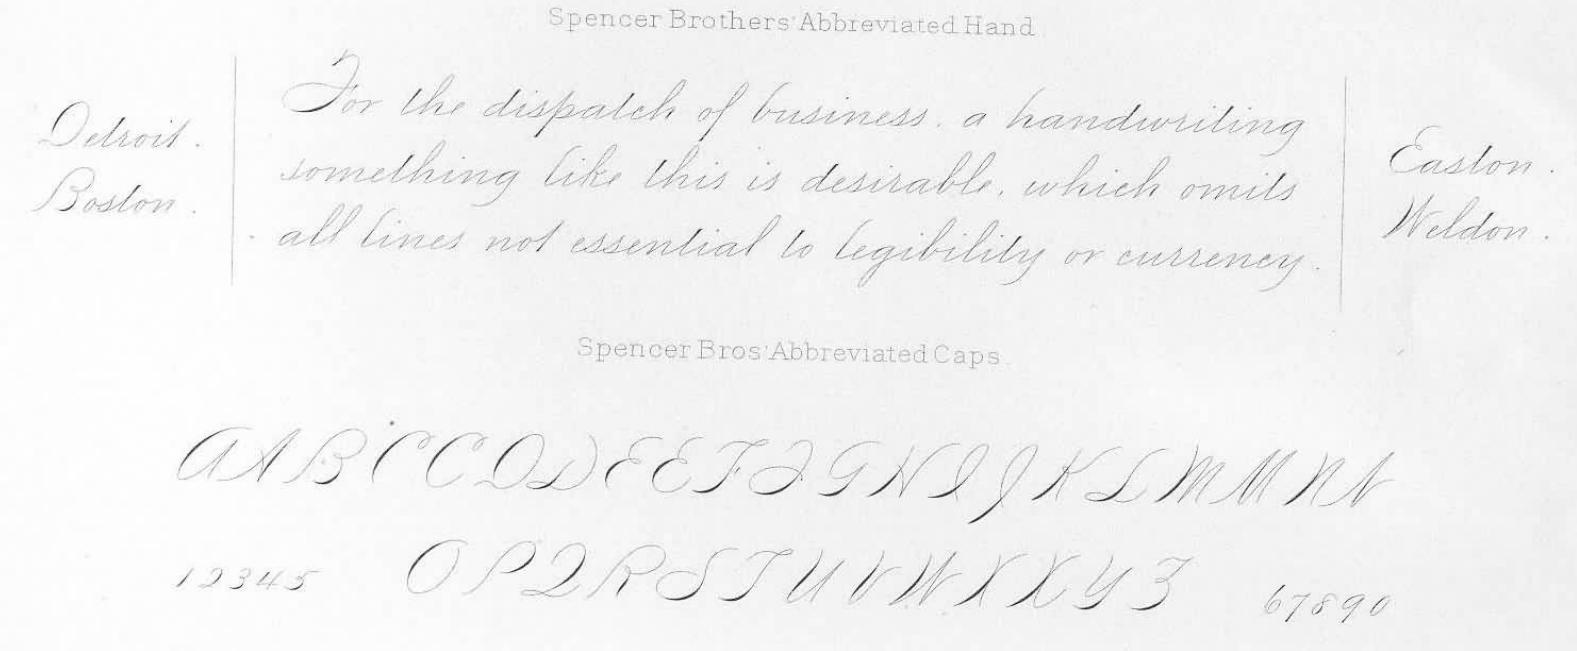 Spencer Brothers' Abbreviated Hand
Detroit.
Boston.
For the dispatch of business, a handwriting
something like this is desirable, which omits
all lines not essential to legibility or currency.
Easton.
Weldon.
Spencer Bros' Abbreviated Caps.
A A B C C D D E E F F G H I J K L M M N N
12345
O P Q R S T U V W X X Y Z
67890